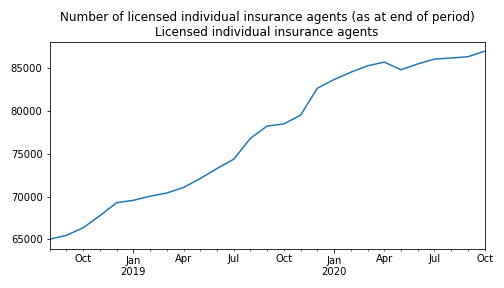 Number of licensed individual insurance agents (as at end of period)
Licensed individual insurance agents
85000
80000
75000
70000
65000
Oct Jan Apr Jul Oct Jan Apr Jul Oct
2019 2020